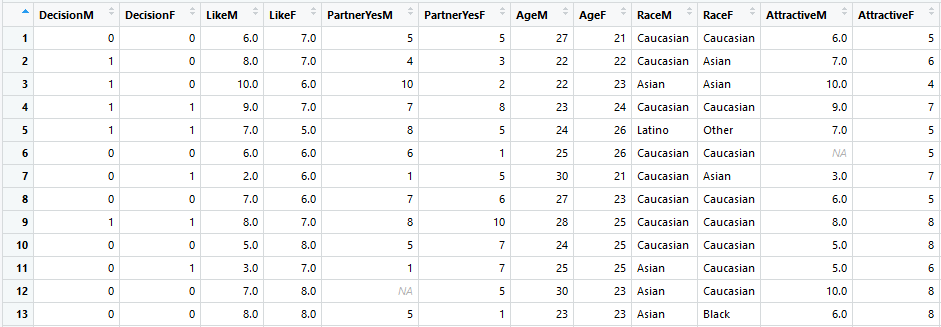 DecisionM DecisionF LikeM LikeF PartnerYesM PartnerYesF AgeM AgeF RaceM RaceF AttractiveM AttractiveF
1 0 0 6.0 7.0 5 5 27 21 Caucasian Caucasian 6.0 5
2 1 0 8.0 7.0 4 3 22 22 Caucasian Asian 7.0 6
3 1 0 10.0 6.0 10 2 22 23 Asian Asian 10.0 4
4 1 1 9.0 7.0 7 8 23 24 Caucasian Caucasian 9.0 7
5 1 1 7.0 5.0 8 5 24 26 Latino Other 7.0 5
6 0 0 6.0 6.0 6 1 25 26 Caucasian Caucasian NA 5
7 0 1 2.0 6.0 1 5 30 21 Caucasian Asian 3.0 7
8 0 0 7.0 6.0 7 6 27 23 Caucasian Caucasian 6.0 5
9 1 1 8.0 7.0 8 10 28 25 Caucasian Caucasian 8.0 8
10 0 0 5.0 8.0 5 7 24 25 Caucasian Caucasian 5.0 8
11 0 1 3.0 7.0 1 7 25 25 Asian Caucasian 5.0 6
12 0 0 7.0 8.0 NA 5 30 23 Asian Caucasian 10.0 8
13 0 0 8.0 8.0 5 1 23 23 Asian Black 6.0 8